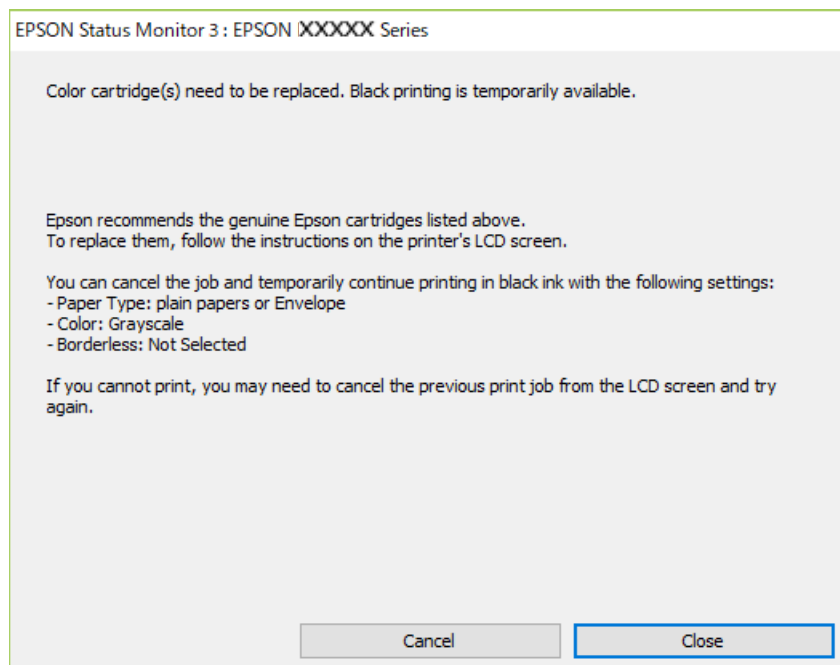 EPSON Status Monitor 3 : EPSON XXXXX Series
Color cartridge(s) need to be replaced. Black printing is temporarily available.
Epson recommends the genuine Epson cartridges listed above.
To replace them, follow the instructions on the printer's LCD screen.
You can cancel the job and temporarily continue printing in black ink with the following settings:
- Paper Type: plain papers or Envelope
- Color: Grayscale
- Borderless: Not Selected
If you cannot print, you may need to cancel the previous print job from the LCD screen and try
again.
Cancel
Close